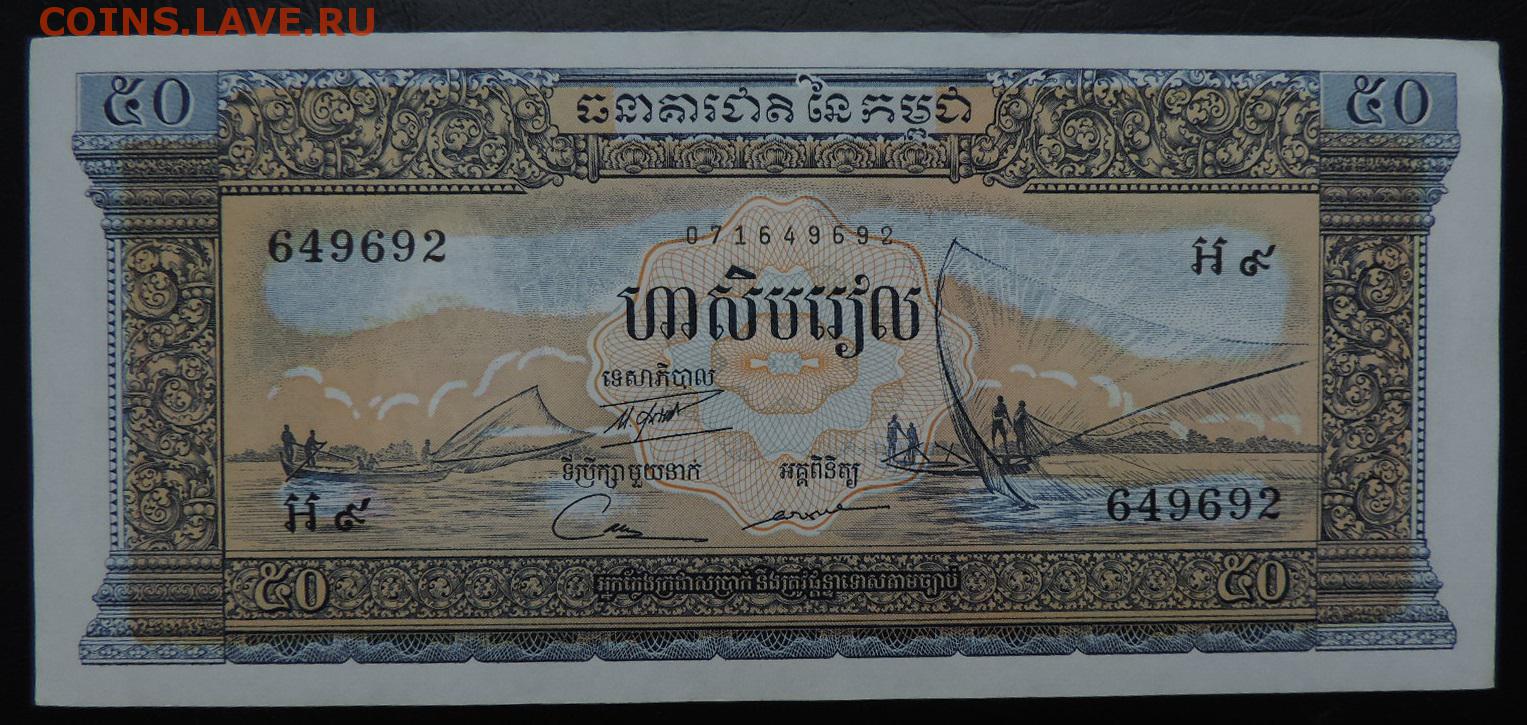 COINS.LAVE.RU
៥០ ធនាគារជាតិ នៃ កម្ពុជា ៥០
071649692
649692 អ ៩
ហាសិបរៀល
ទេសាភិបាល
ទីប្រឹក្សាមួយនាក់ អគ្គពិនិត្យ
អ ៩ 649692
៥០ ៥០